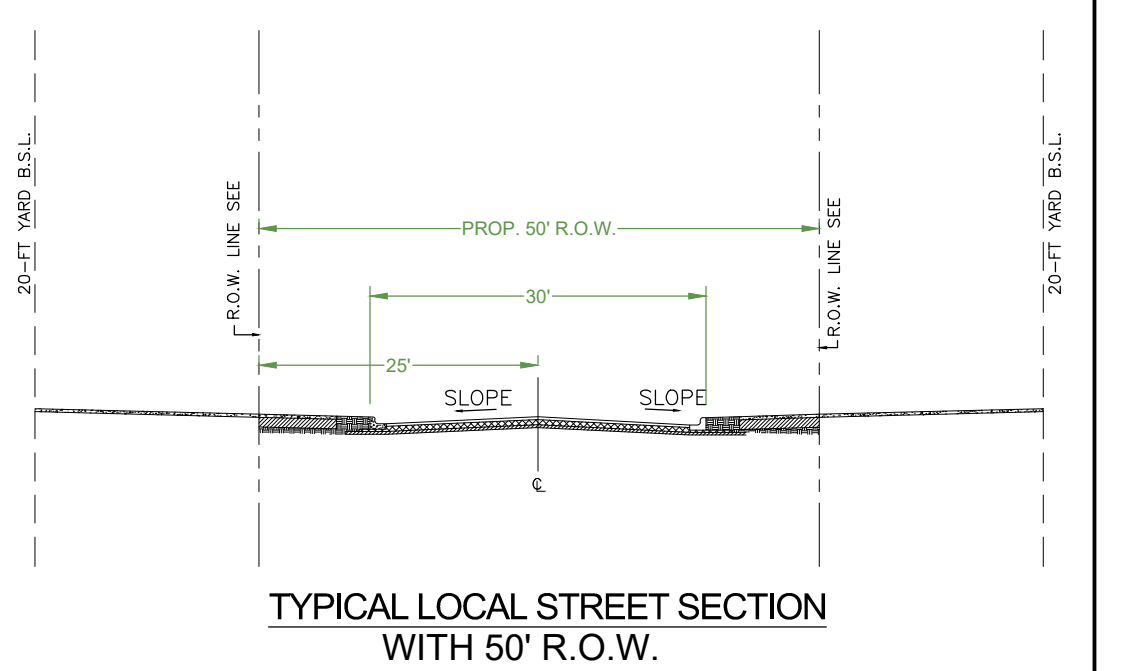 20-FT YARD B.S.L.
R.O.W. LINE SEE
PROP. 50' R.O.W.
R.O.W. LINE SEE
20-FT YARD B.S.L.
30'
25'
SLOPE
SLOPE
℄
TYPICAL LOCAL STREET SECTION
WITH 50' R.O.W.